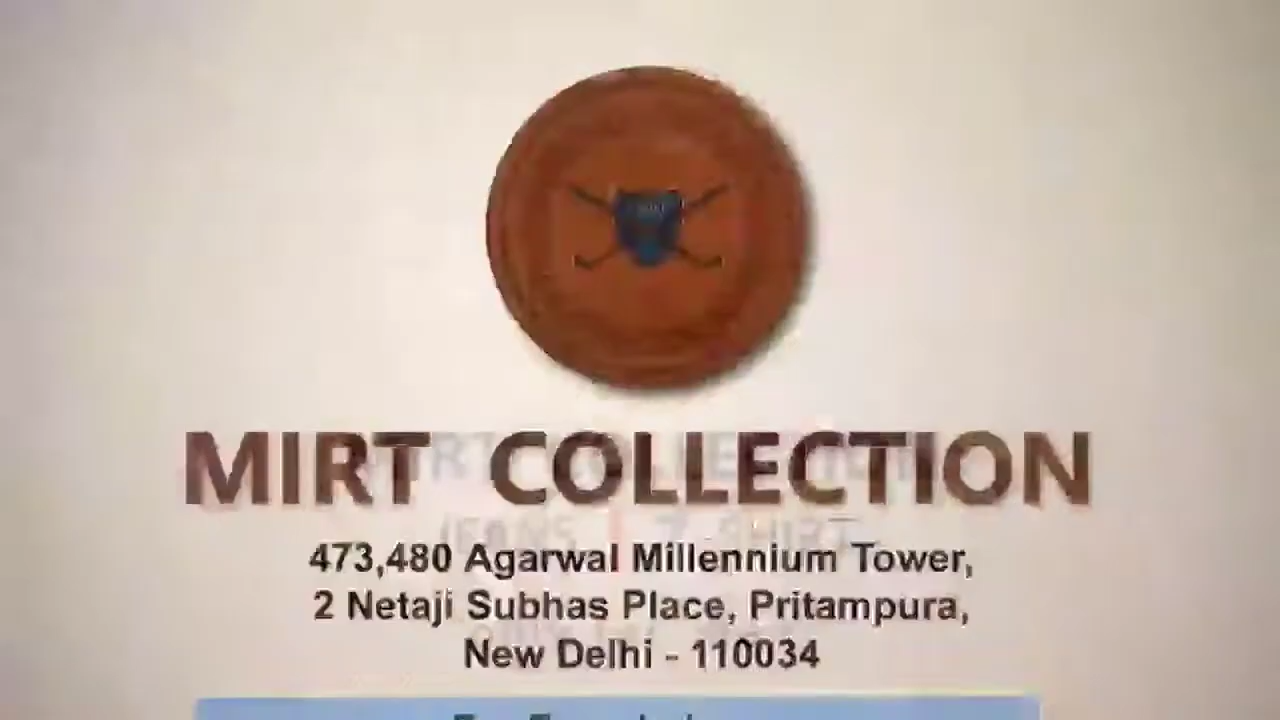 MIRT COLLECTION
473,480 Agarwal Millennium Tower,
2 Netaji Subhas Place, Pritampura,
New Delhi - 110034